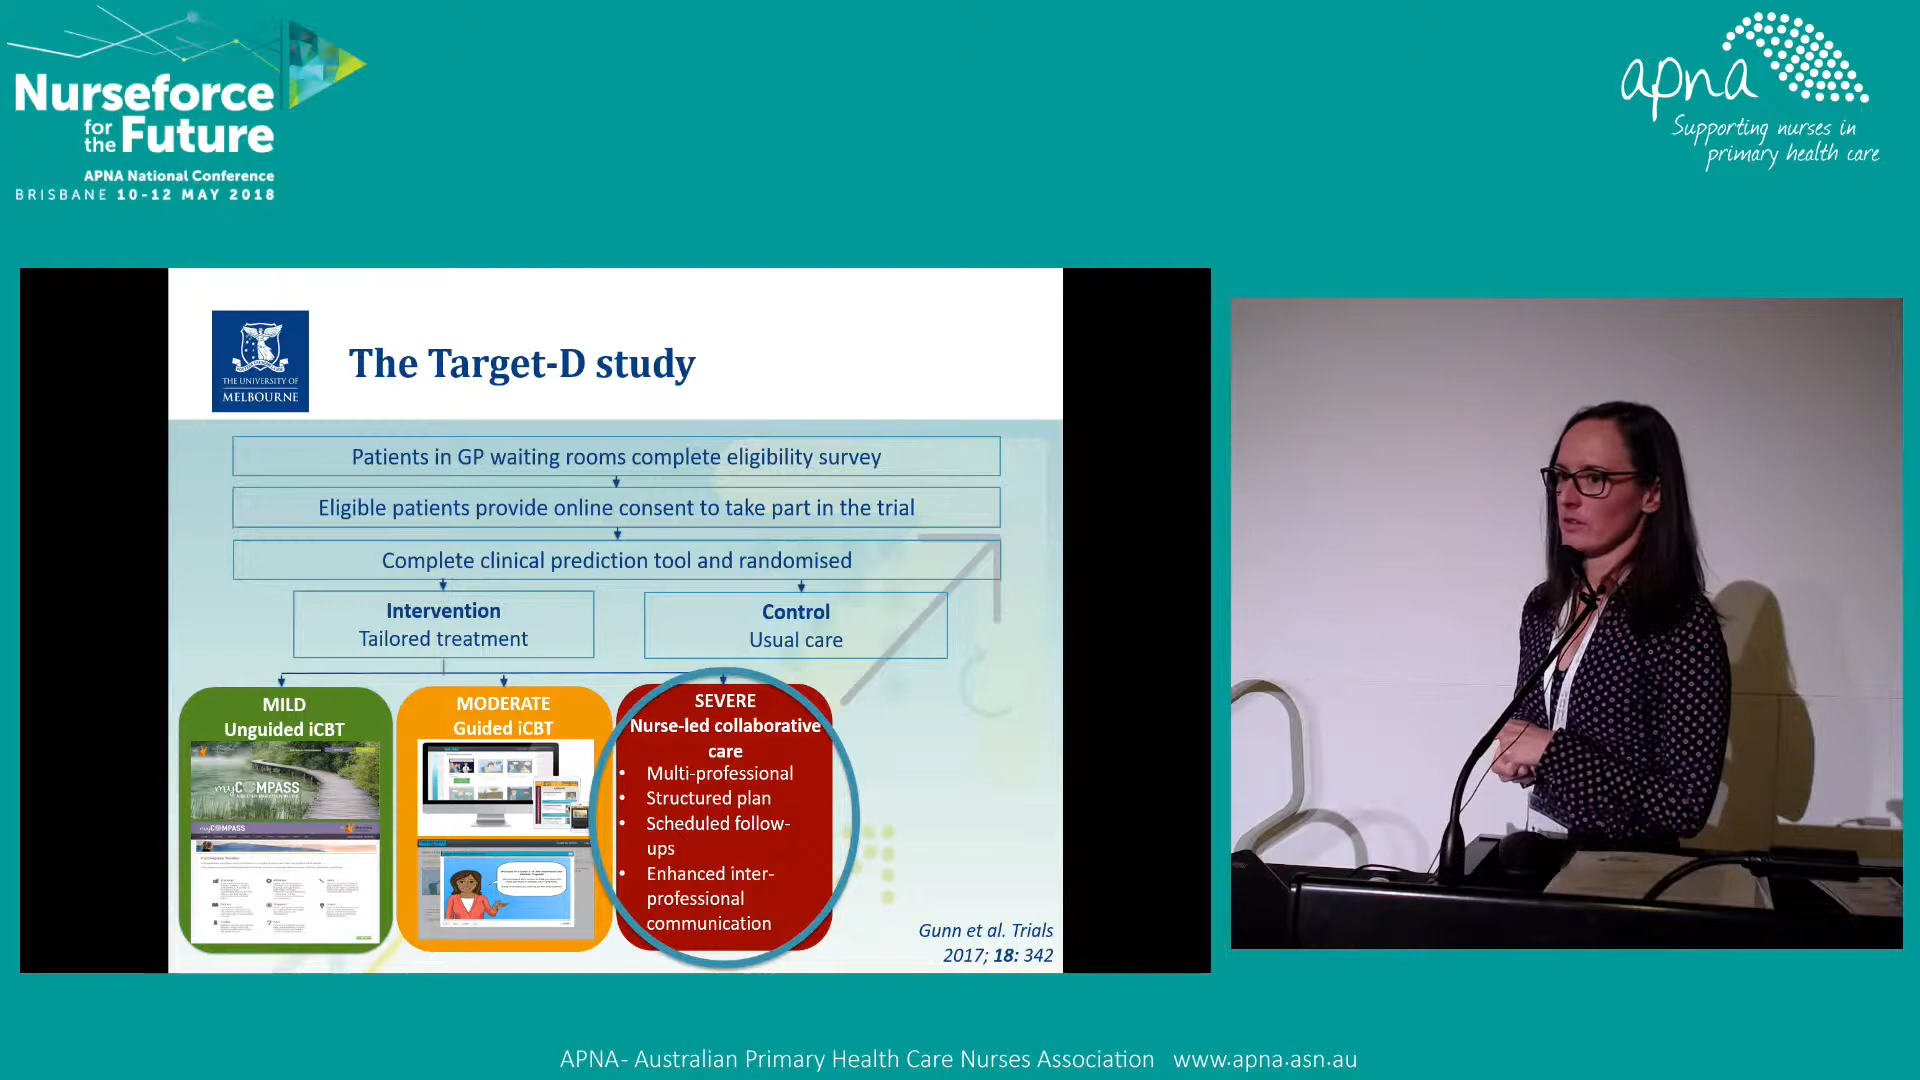 Nurseforce
for the Future
APNA National Conference
BRISBANE 10-12 MAY 2018
apna
Supporting nurses in
primary health care
THE UNIVERSITY OF
MELBOURNE
The Target-D study
Patients in GP waiting rooms complete eligibility survey
Eligible patients provide online consent to take part in the trial
Complete clinical prediction tool and randomised
Intervention
Tailored treatment
Control
Usual care
MILD
Unguided iCBT
myCOMPASS
myCOMPASS
MODERATE
Guided iCBT
SEVERE
Nurse-led collaborative
care
• Multi-professional
• Structured plan
• Scheduled follow-
ups
• Enhanced inter-
professional
communication
Gunn et al. Trials
2017; 18: 342
APNA- Australian Primary Health Care Nurses Association www.apna.asn.au